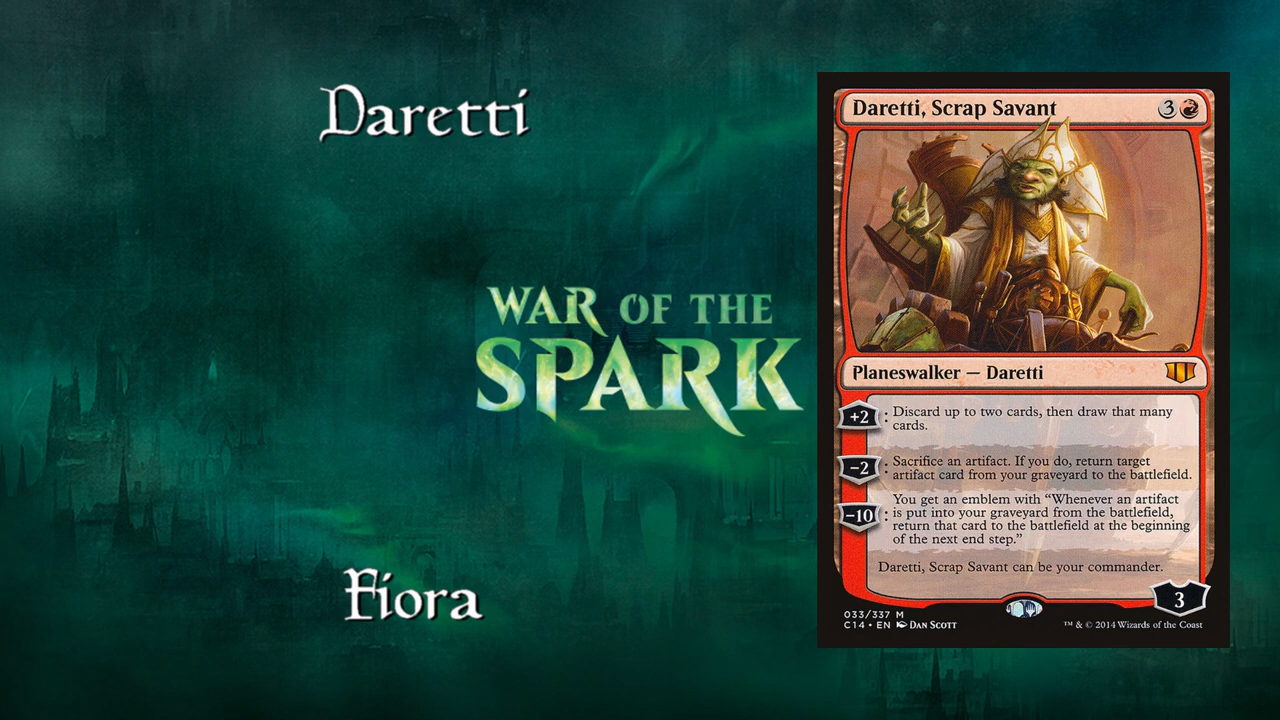 Daretti
WAR OF THE
SPARK
Fiora
Daretti, Scrap Savant 3
Planeswalker — Daretti
+2: Discard up to two cards, then draw that many
cards.
−2: Sacrifice an artifact. If you do, return target
artifact card from your graveyard to the battlefield.
−10: You get an emblem with “Whenever an artifact
is put into your graveyard from the battlefield,
return that card to the battlefield at the beginning
of the next end step.”
Daretti, Scrap Savant can be your commander.
3
033/337 M
C14 • EN Dan Scott
™ & © 2014 Wizards of the Coast